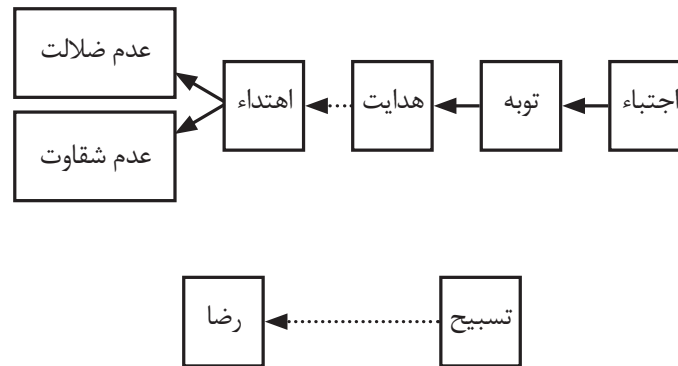 اجتباء
توبه
هدایت
اهتداء
عدم ضلالت
عدم شقاوت
تسبیح
رضا